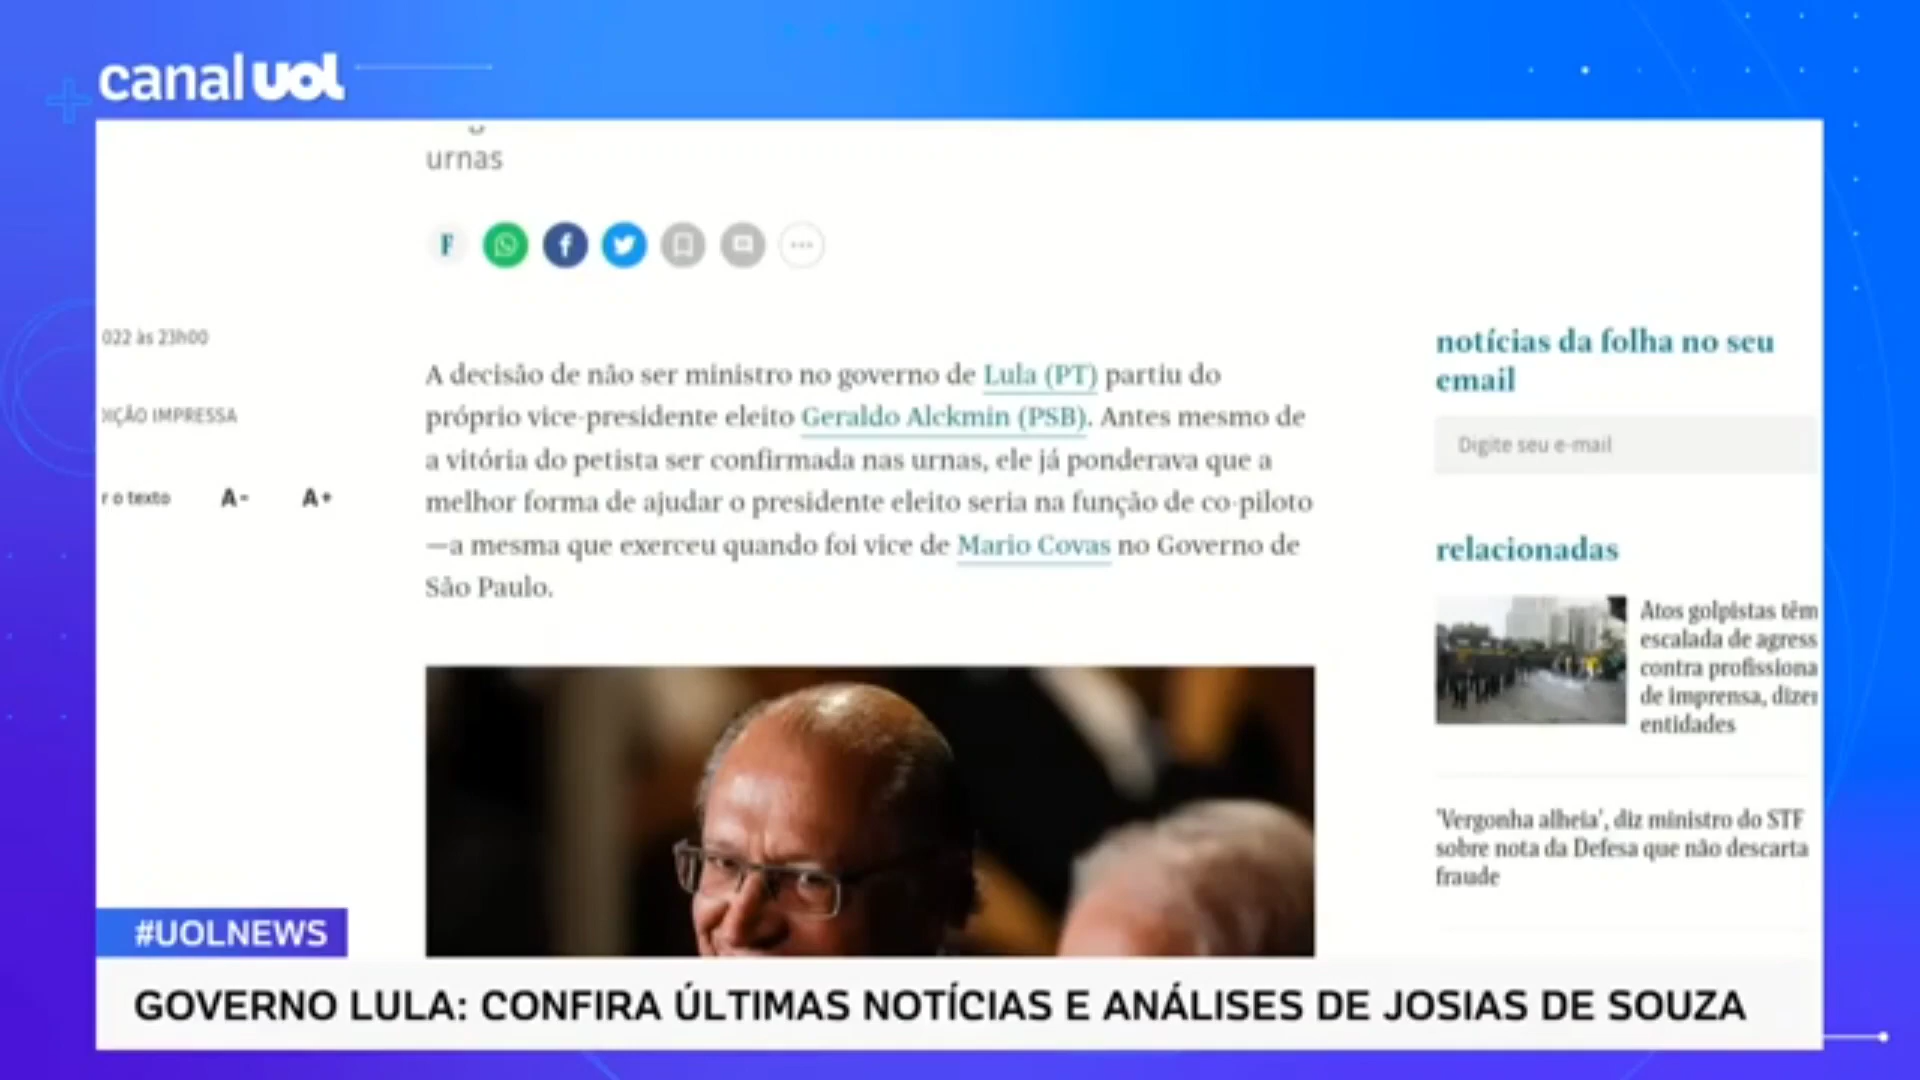 canal uol
urnas
F
022 às 23h00
IÇÃO IMPRESSA
r o texto A- A+
A decisão de não ser ministro no governo de Lula (PT) partiu do
próprio vice-presidente eleito Geraldo Alckmin (PSB). Antes mesmo de
a vitória do petista ser confirmada nas urnas, ele já ponderava que a
melhor forma de ajudar o presidente eleito seria na função de co-piloto
—a mesma que exerceu quando foi vice de Mario Covas no Governo de
São Paulo.
notícias da folha no seu
email
Digite seu e-mail
relacionadas
Atos golpistas têm
escalada de agress
contra profissiona
de imprensa, dizer
entidades
'Vergonha alheia', diz ministro do STF
sobre nota da Defesa que não descarta
fraude
#UOLNEWS
GOVERNO LULA: CONFIRA ÚLTIMAS NOTÍCIAS E ANÁLISES DE JOSIAS DE SOUZA